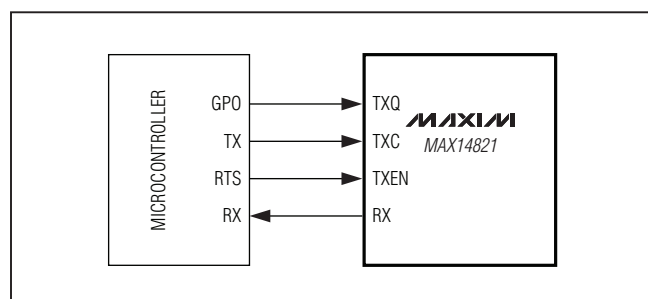 MICROCONTROLLER
GPO
TX
RTS
RX
TXQ
TXC
TXEN
RX
MAXIM
MAX14821